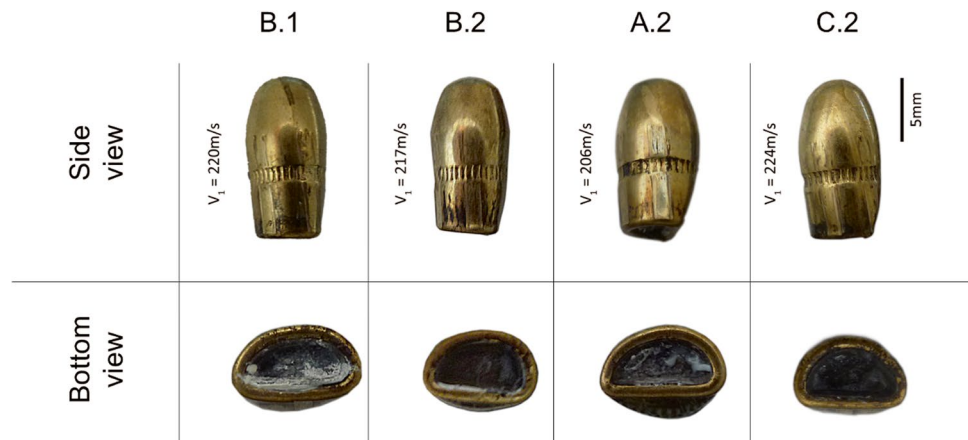 B.1 B.2 A.2 C.2
Side
view
V₁ = 220m/s
V₁ = 217m/s
V₁ = 206m/s
V₁ = 224m/s
5mm
Bottom
view